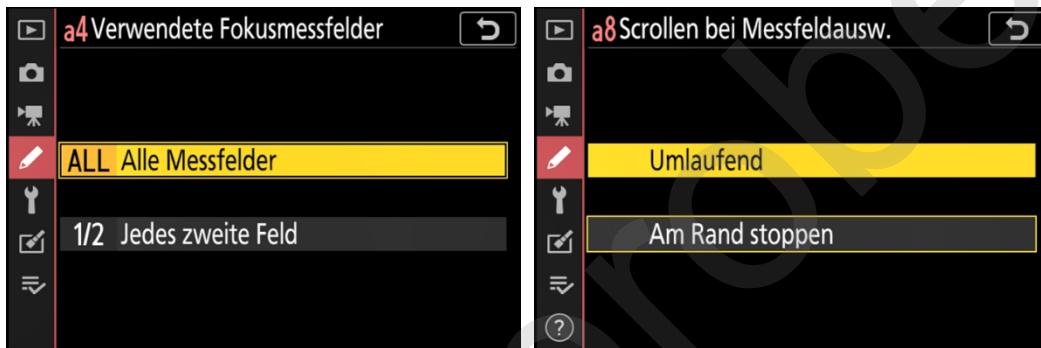 a4 Verwendete Fokusmessfelder
ALL Alle Messfelder
1/2 Jedes zweite Feld
a8 Scrollen bei Messfeldausw.
Umlaufend
Am Rand stoppen
?